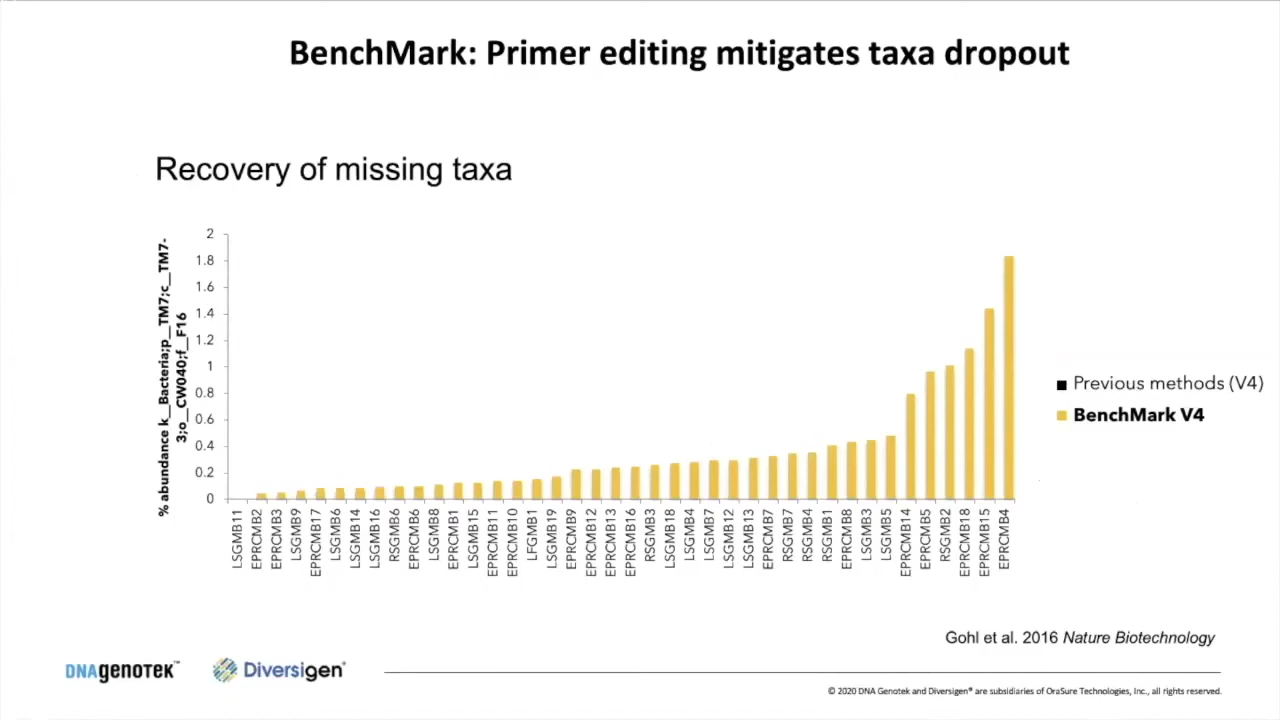 BenchMark: Primer editing mitigates taxa dropout
Recovery of missing taxa
% abundance k__Bacteria;p__TM7;c__TM7-
3;o__CW040;f__F16
2
1.8
1.6
1.4
1.2
1
0.8
0.6
0.4
0.2
0
LSGMB11
EPRCMB2
EPRCMB3
LSGMB9
EPRCMB17
LSGMB6
LSGMB14
LSGMB16
RSGMB6
EPRCMB6
LSGMB8
EPRCMB1
LSGMB15
EPRCMB11
EPRCMB10
LFGMB1
LSGMB19
EPRCMB9
EPRCMB12
EPRCMB13
EPRCMB16
RSGMB3
LSGMB18
LSGMB4
LSGMB7
LSGMB12
LSGMB13
EPRCMB7
RSGMB7
RSGMB4
RSGMB1
EPRCMB8
LSGMB3
LSGMB5
EPRCMB14
EPRCMB5
RSGMB2
EPRCMB18
EPRCMB15
EPRCMB4
Previous methods (V4)
BenchMark V4
Gohl et al. 2016 Nature Biotechnology
DNAgenotek™
Diversigen®
© 2020 DNA Genotek and Diversigen® are subsidiaries of OraSure Technologies, Inc., all rights reserved.